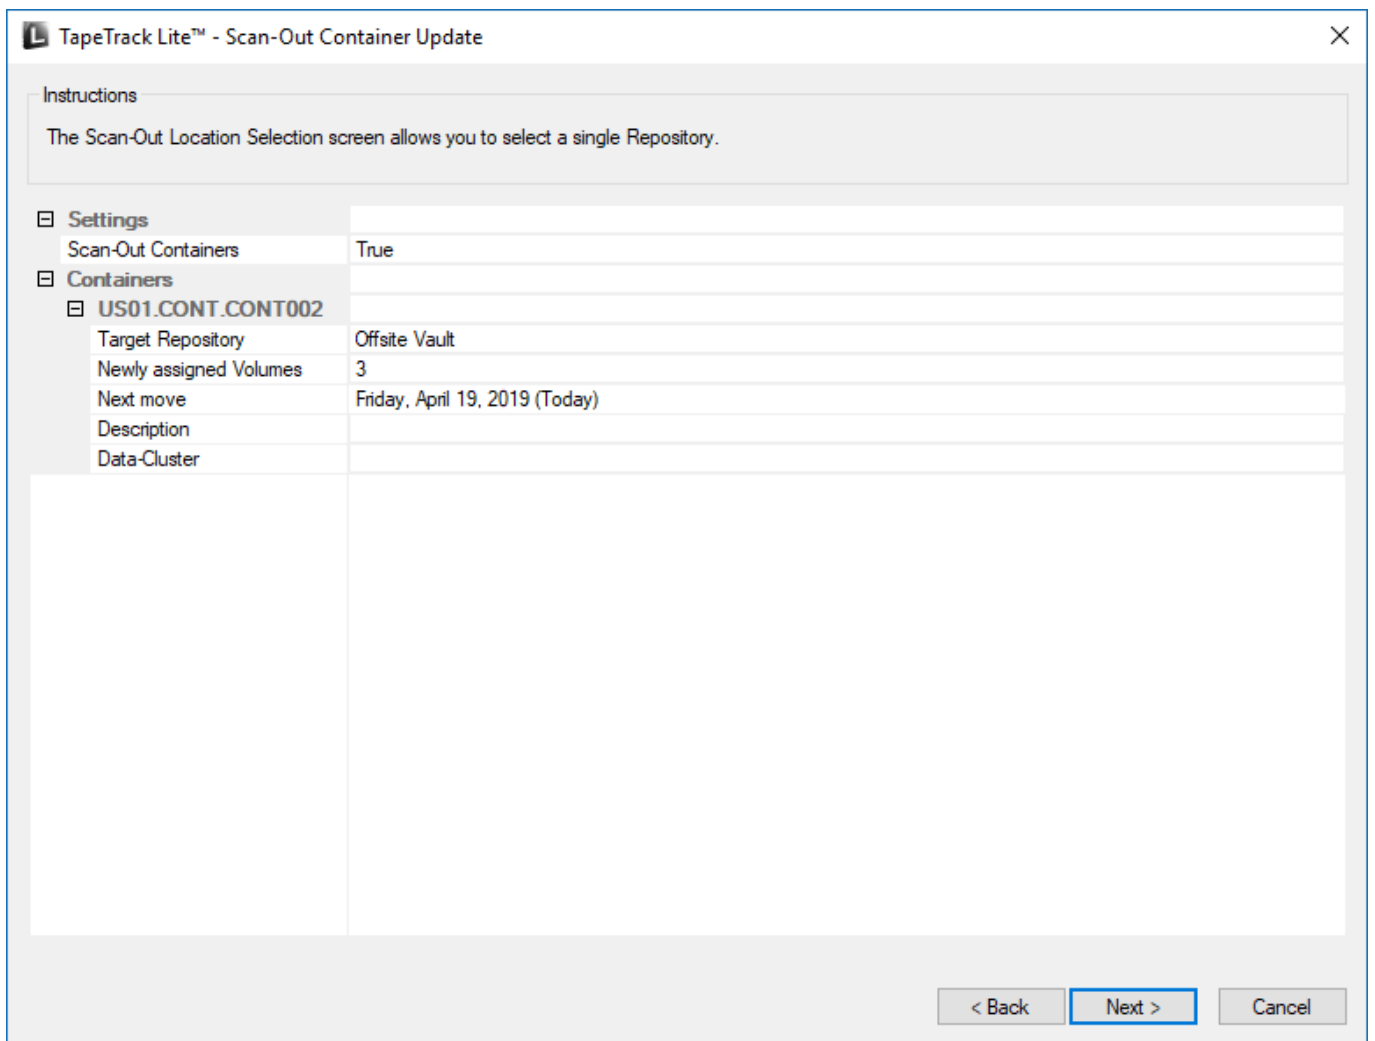 TapeTrack Lite™ - Scan-Out Container Update
Instructions
The Scan-Out Location Selection screen allows you to select a single Repository.
Settings
Scan-Out Containers True
Containers
US01.CONT.CONT002
Target Repository Offsite Vault
Newly assigned Volumes 3
Next move Friday, April 19, 2019 (Today)
Description
Data-Cluster
< Back Next > Cancel